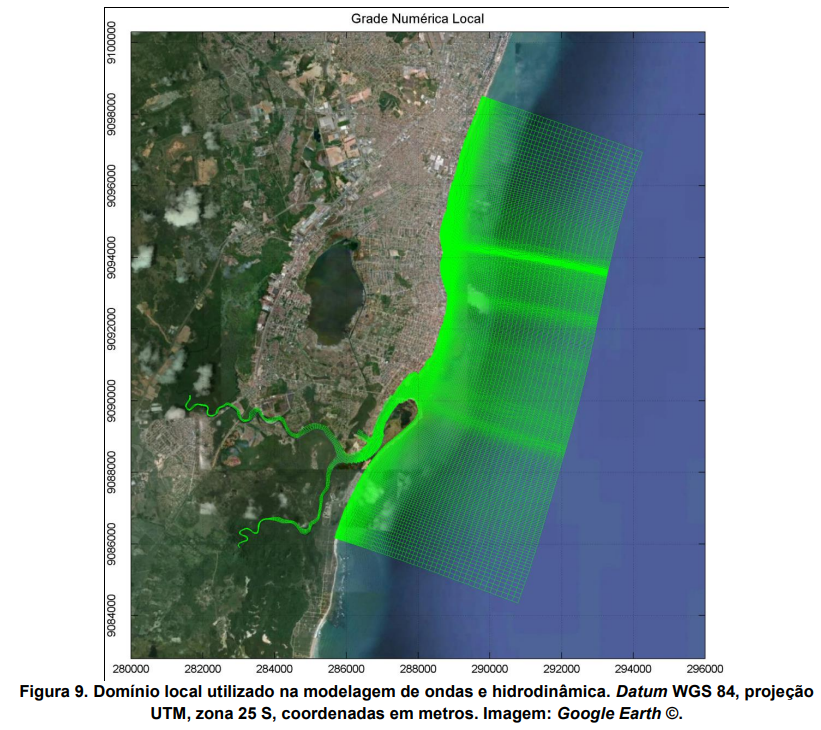 Grade Numérica Local
9100000
9098000
9096000
9094000
9092000
9090000
9088000
9086000
9084000
280000 282000 284000 286000 288000 290000 292000 294000 296000
Figura 9. Domínio local utilizado na modelagem de ondas e hidrodinâmica. Datum WGS 84, projeção
UTM, zona 25 S, coordenadas em metros. Imagem: Google Earth ©.